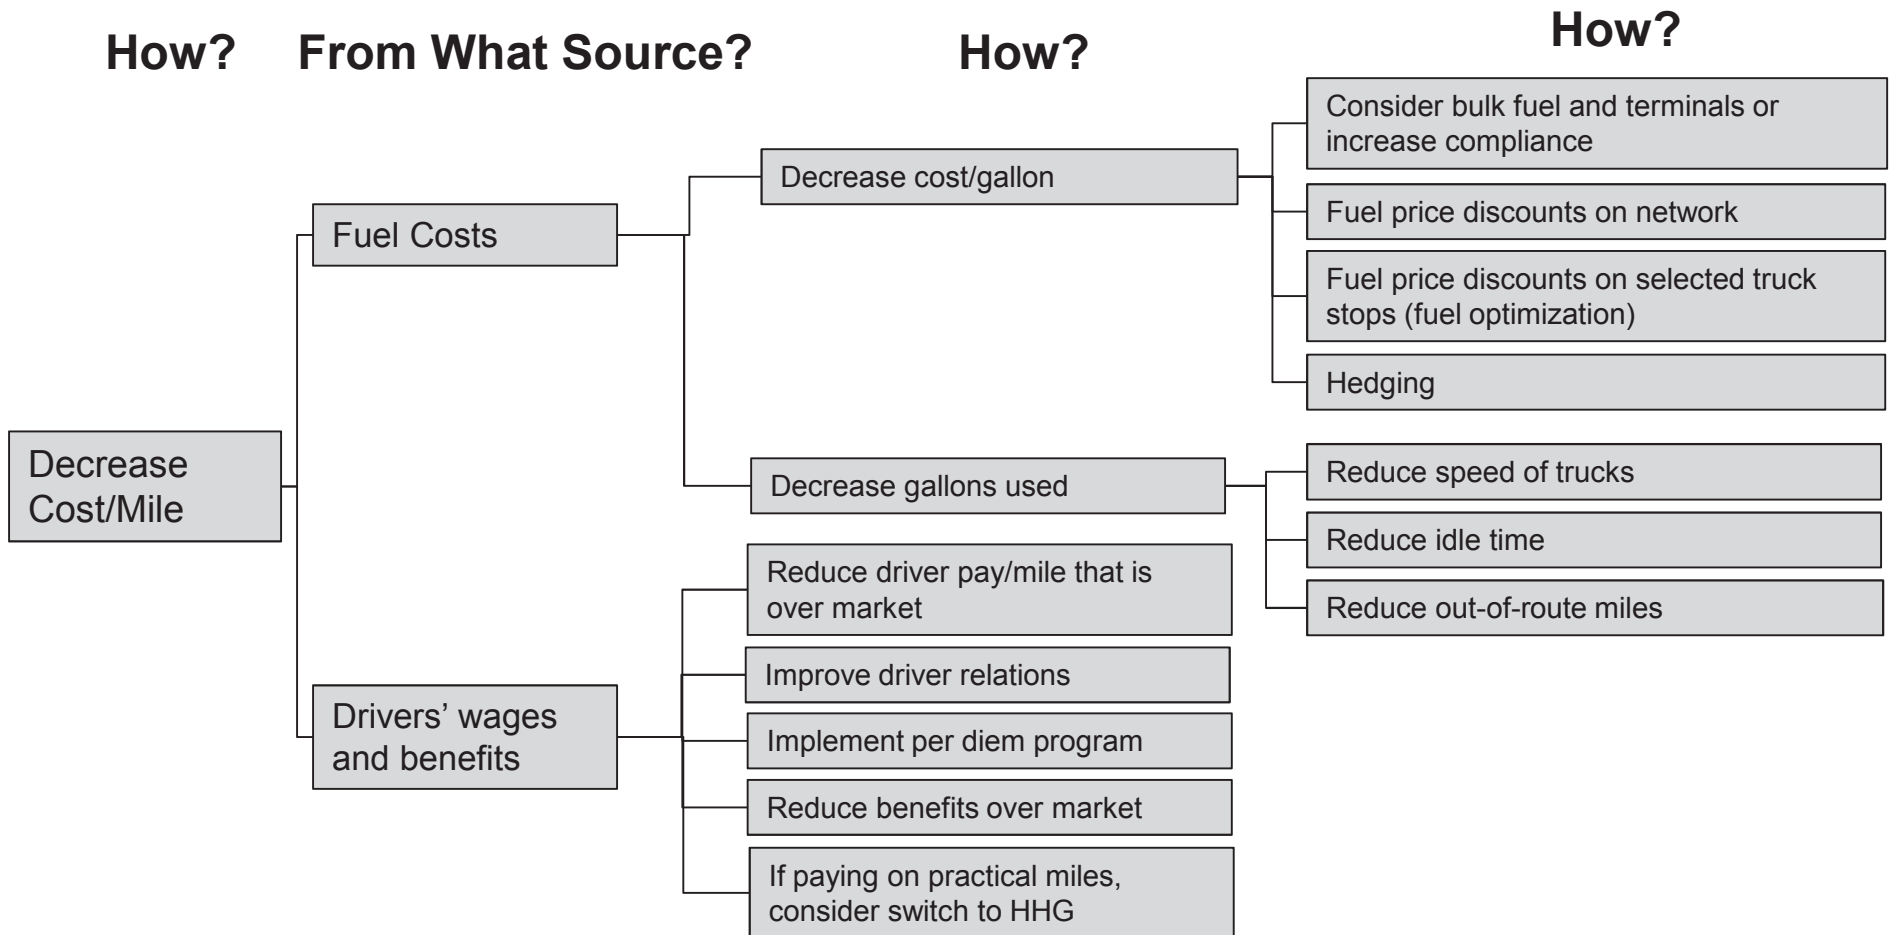 How?
From What Source?
How?
How?
Decrease
Cost/Mile
Fuel Costs
Drivers’ wages
and benefits
Decrease cost/gallon
Decrease gallons used
Reduce driver pay/mile that is
over market
Improve driver relations
Implement per diem program
Reduce benefits over market
If paying on practical miles,
consider switch to HHG
Consider bulk fuel and terminals or
increase compliance
Fuel price discounts on network
Fuel price discounts on selected truck
stops (fuel optimization)
Hedging
Reduce speed of trucks
Reduce idle time
Reduce out-of-route miles